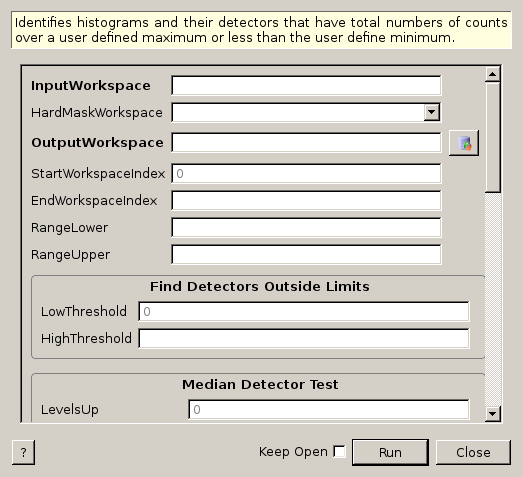 Identifies histograms and their detectors that have total numbers of counts
over a user defined maximum or less than the user define minimum.
InputWorkspace
HardMaskWorkspace
OutputWorkspace
StartWorkspaceIndex 0
EndWorkspaceIndex
RangeLower
RangeUpper
Find Detectors Outside Limits
LowThreshold 0
HighThreshold
Median Detector Test
LevelsUp 0
? Keep Open Run Close